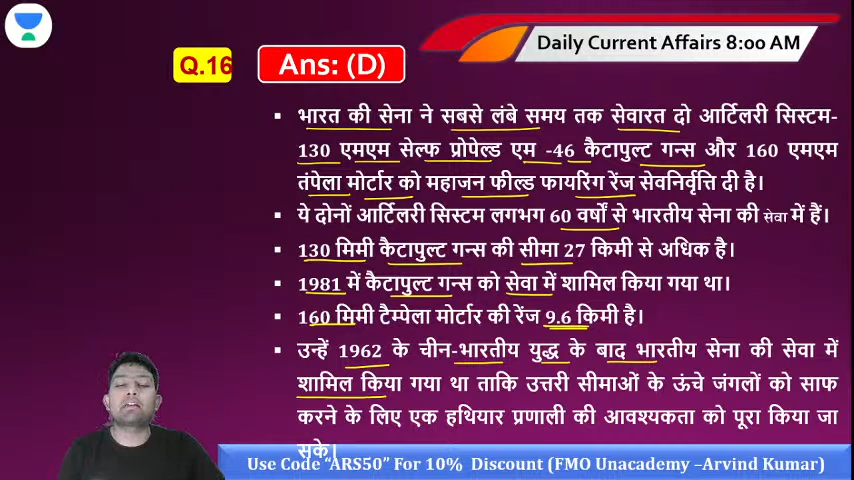 Daily Current Affairs 8:00 AM
Q.16
Ans: (D)
▪ भारत की सेना ने सबसे लंबे समय तक सेवारत दो आर्टिलरी सिस्टम-
130 एमएम सेल्फ प्रोपेल्ड एम -46 कैटापुल्ट गन्स और 160 एमएम
तंपेला मोर्टार को महाजन फील्ड फायरिंग रेंज सेवनिर्वृत्ति दी है।
▪ ये दोनों आर्टिलरी सिस्टम लगभग 60 वर्षों से भारतीय सेना की सेवा में हैं।
▪ 130 मिमी कैटापुल्ट गन्स की सीमा 27 किमी से अधिक है।
▪ 1981 में कैटापुल्ट गन्स को सेवा में शामिल किया गया था।
▪ 160 मिमी टैम्पेला मोर्टार की रेंज 9.6 किमी है।
▪ उन्हें 1962 के चीन-भारतीय युद्ध के बाद भारतीय सेना की सेवा में
शामिल किया गया था ताकि उत्तरी सीमाओं के ऊंचे जंगलों को साफ
करने के लिए एक हथियार प्रणाली की आवश्यकता को पूरा किया जा
सके।
Use Code “ARS50” For 10% Discount (FMO Unacademy –Arvind Kumar)